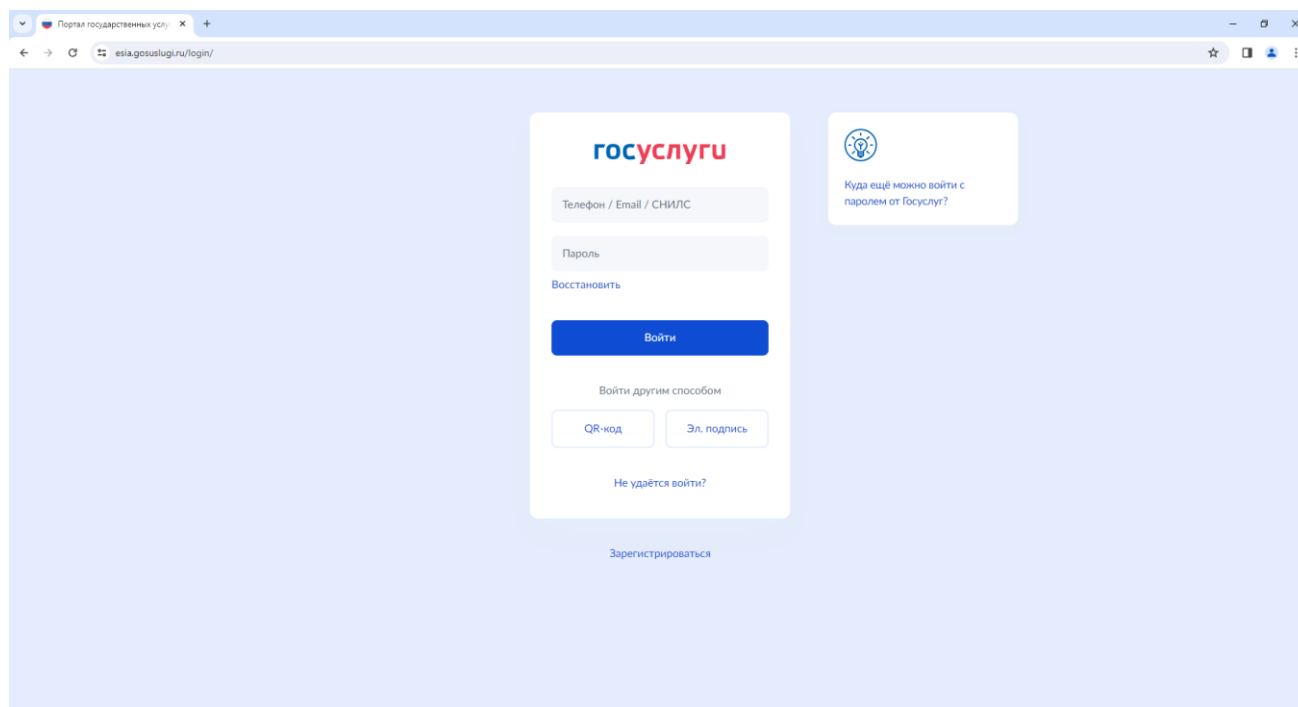 Портал государственных услу
esia.gosuslugi.ru/login/
госуслуги
Телефон / Email / СНИЛС
Пароль
Восстановить
Войти
Войти другим способом
QR-код
Эл. подпись
Не удаётся войти?
Зарегистрироваться
Куда ещё можно войти с
паролем от Госуслуг?